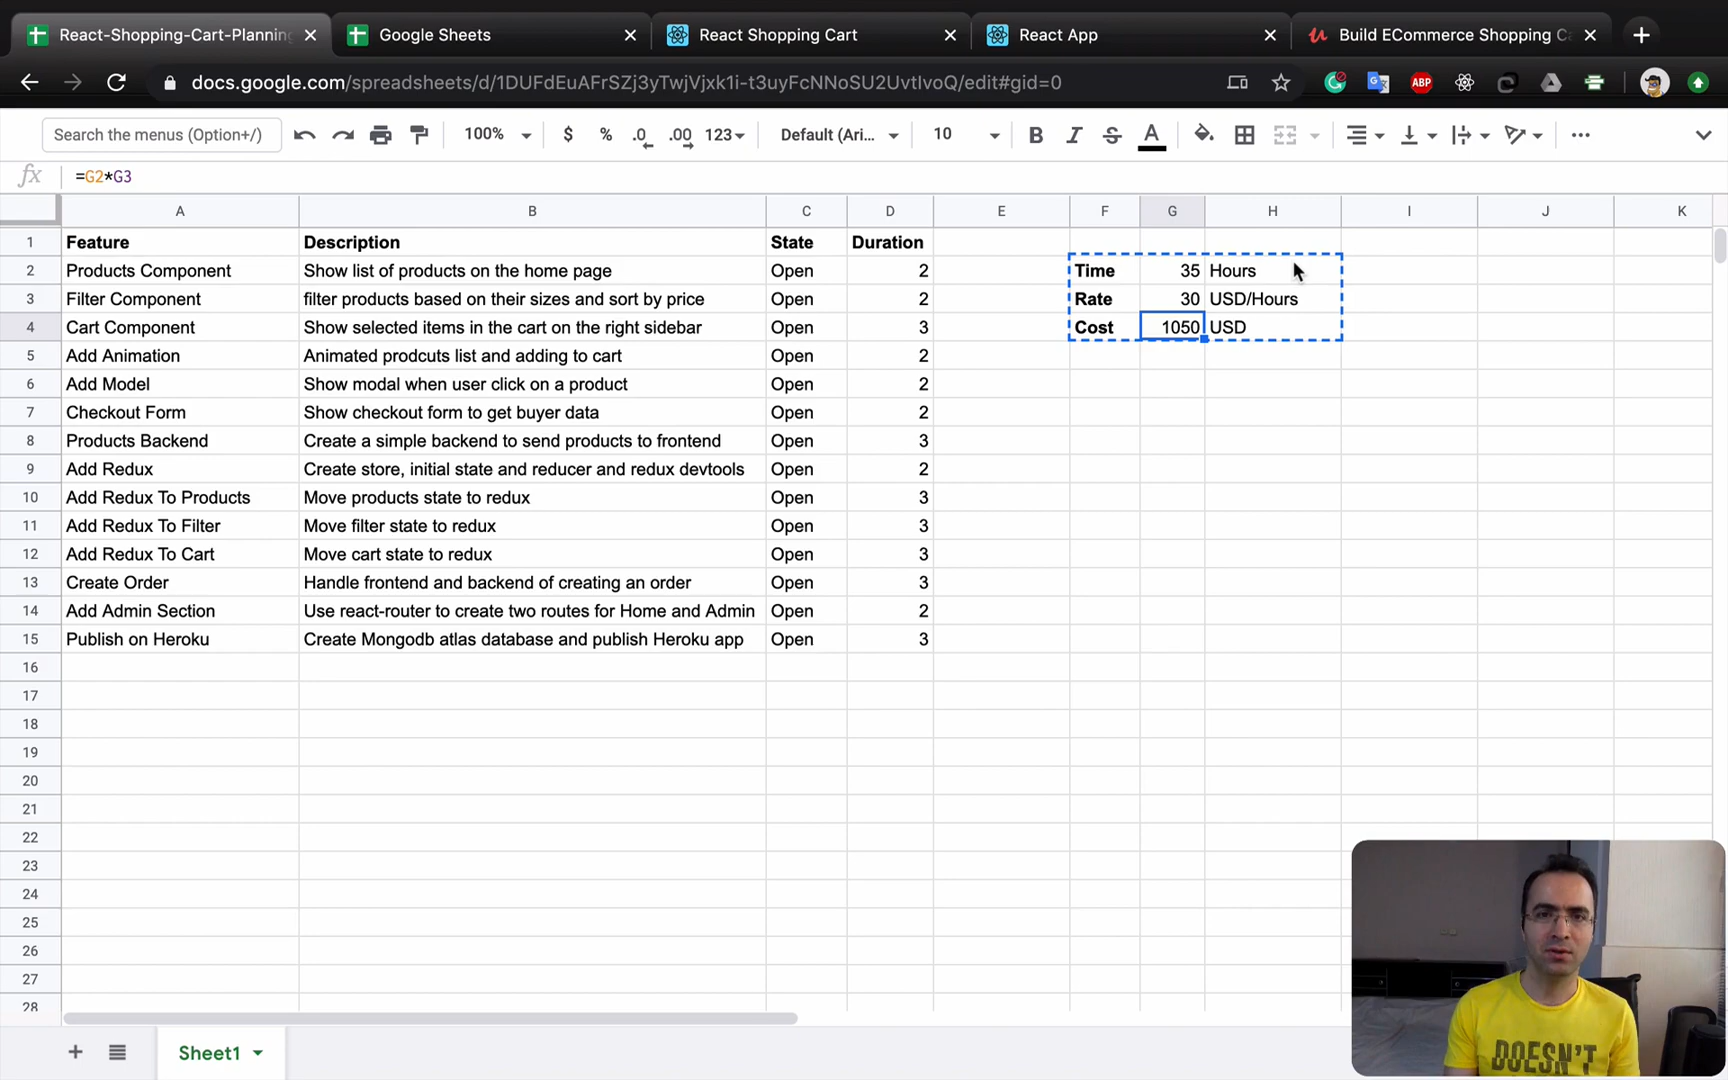 React-Shopping-Cart-Planning
Google Sheets
React Shopping Cart
React App
Build ECommerce Shopping Ca
docs.google.com/spreadsheets/d/1DUFdEuAFrSZj3yTwjVjxk1i-t3uyFcNNoSU2UvtIvoQ/edit#gid=0
ABP
Search the menus (Option+/)
100%
$
%
.0
.00
123
Default (Ari...
10
B
I
S
A
fx
=G2*G3
A B C D E F G H I J K
1 Feature Description State Duration
2 Products Component Show list of products on the home page Open 2 Time 35 Hours
3 Filter Component filter products based on their sizes and sort by price Open 2 Rate 30 USD/Hours
4 Cart Component Show selected items in the cart on the right sidebar Open 3 Cost 1050 USD
5 Add Animation Animated prodcuts list and adding to cart Open 2
6 Add Model Show modal when user click on a product Open 2
7 Checkout Form Show checkout form to get buyer data Open 2
8 Products Backend Create a simple backend to send products to frontend Open 3
9 Add Redux Create store, initial state and reducer and redux devtools Open 2
10 Add Redux To Products Move products state to redux Open 3
11 Add Redux To Filter Move filter state to redux Open 3
12 Add Redux To Cart Move cart state to redux Open 3
13 Create Order Handle frontend and backend of creating an order Open 3
14 Add Admin Section Use react-router to create two routes for Home and Admin Open 2
15 Publish on Heroku Create Mongodb atlas database and publish Heroku app Open 3
16
17
18
19
20
21
22
23
24
25
26
27
28
Sheet1
DOESN'T